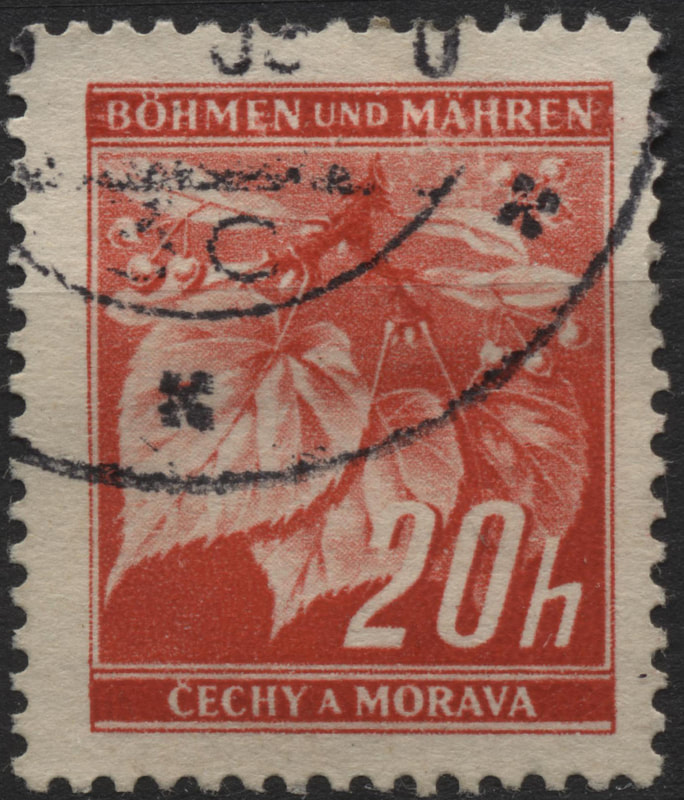 BÖHMEN UND MÄHREN
20h
ČECHY A MORAVA